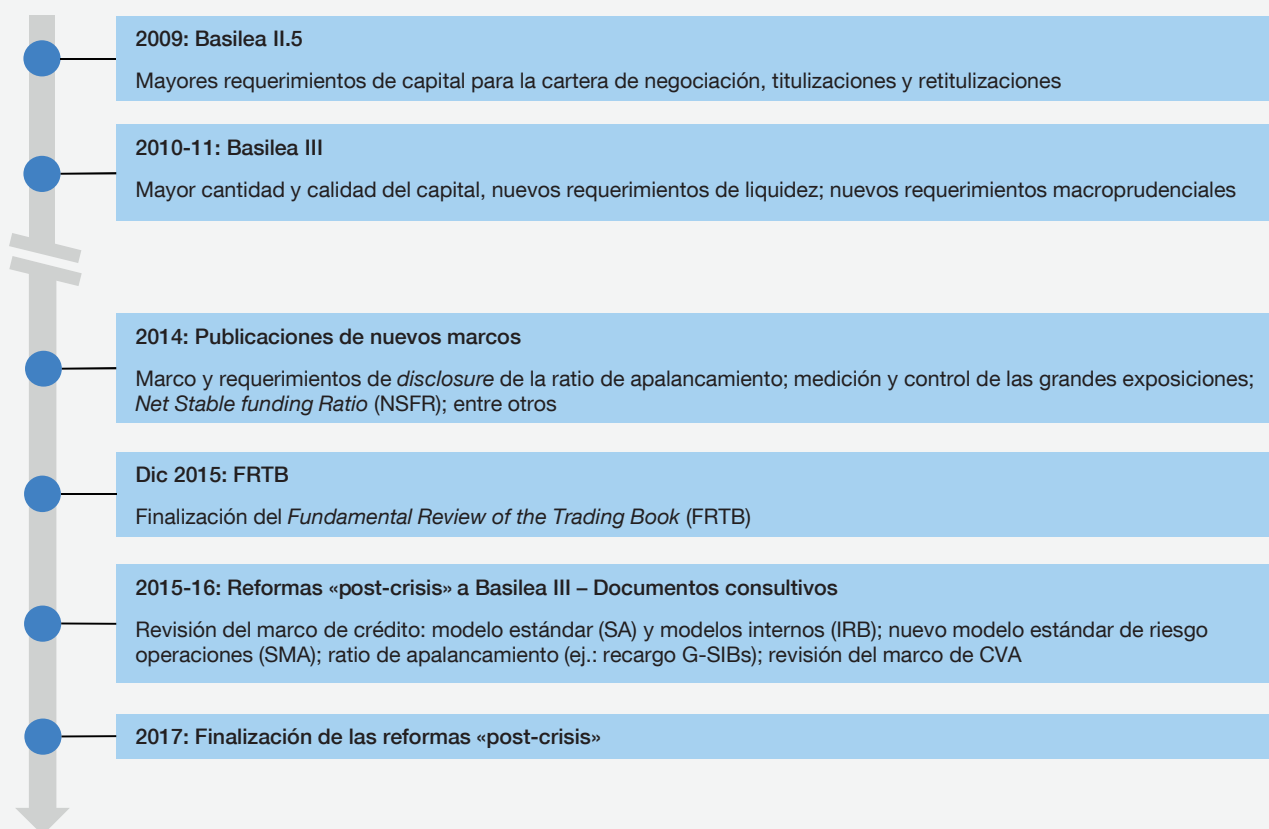 2009: Basilea II.5
Mayores requerimientos de capital para la cartera de negociación, titulizaciones y retitulizaciones
2010-11: Basilea III
Mayor cantidad y calidad del capital, nuevos requerimientos de liquidez; nuevos requerimientos macroprudenciales
2014: Publicaciones de nuevos marcos
Marco y requerimientos de disclosure de la ratio de apalancamiento; medición y control de las grandes exposiciones;
Net Stable funding Ratio (NSFR); entre otros
Dic 2015: FRTB
Finalización del Fundamental Review of the Trading Book (FRTB)
2015-16: Reformas «post-crisis» a Basilea III – Documentos consultivos
Revisión del marco de crédito: modelo estándar (SA) y modelos internos (IRB); nuevo modelo estándar de riesgo
operaciones (SMA); ratio de apalancamiento (ej.: recargo G-SIBs); revisión del marco de CVA
2017: Finalización de las reformas «post-crisis»